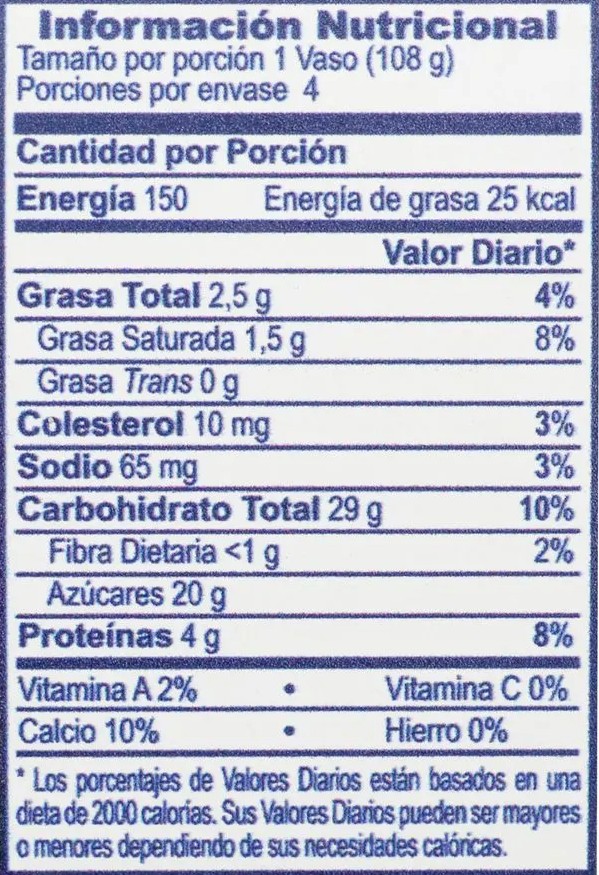 Información Nutricional
Tamaño por porción 1 Vaso (108 g)
Porciones por envase 4
Cantidad por Porción
Energía 150 Energía de grasa 25 kcal
Valor Diario*
Grasa Total 2,5 g 4%
Grasa Saturada 1,5 g 8%
Grasa Trans 0 g
Colesterol 10 mg 3%
Sodio 65 mg 3%
Carbohidrato Total 29 g 10%
Fibra Dietaria <1 g 2%
Azúcares 20 g
Proteínas 4 g 8%
Vitamina A 2% • Vitamina C 0%
Calcio 10% • Hierro 0%
* Los porcentajes de Valores Diarios están basados en una
dieta de 2000 calorías. Sus Valores Diarios pueden ser mayores
o menores dependiendo de sus necesidades calóricas.